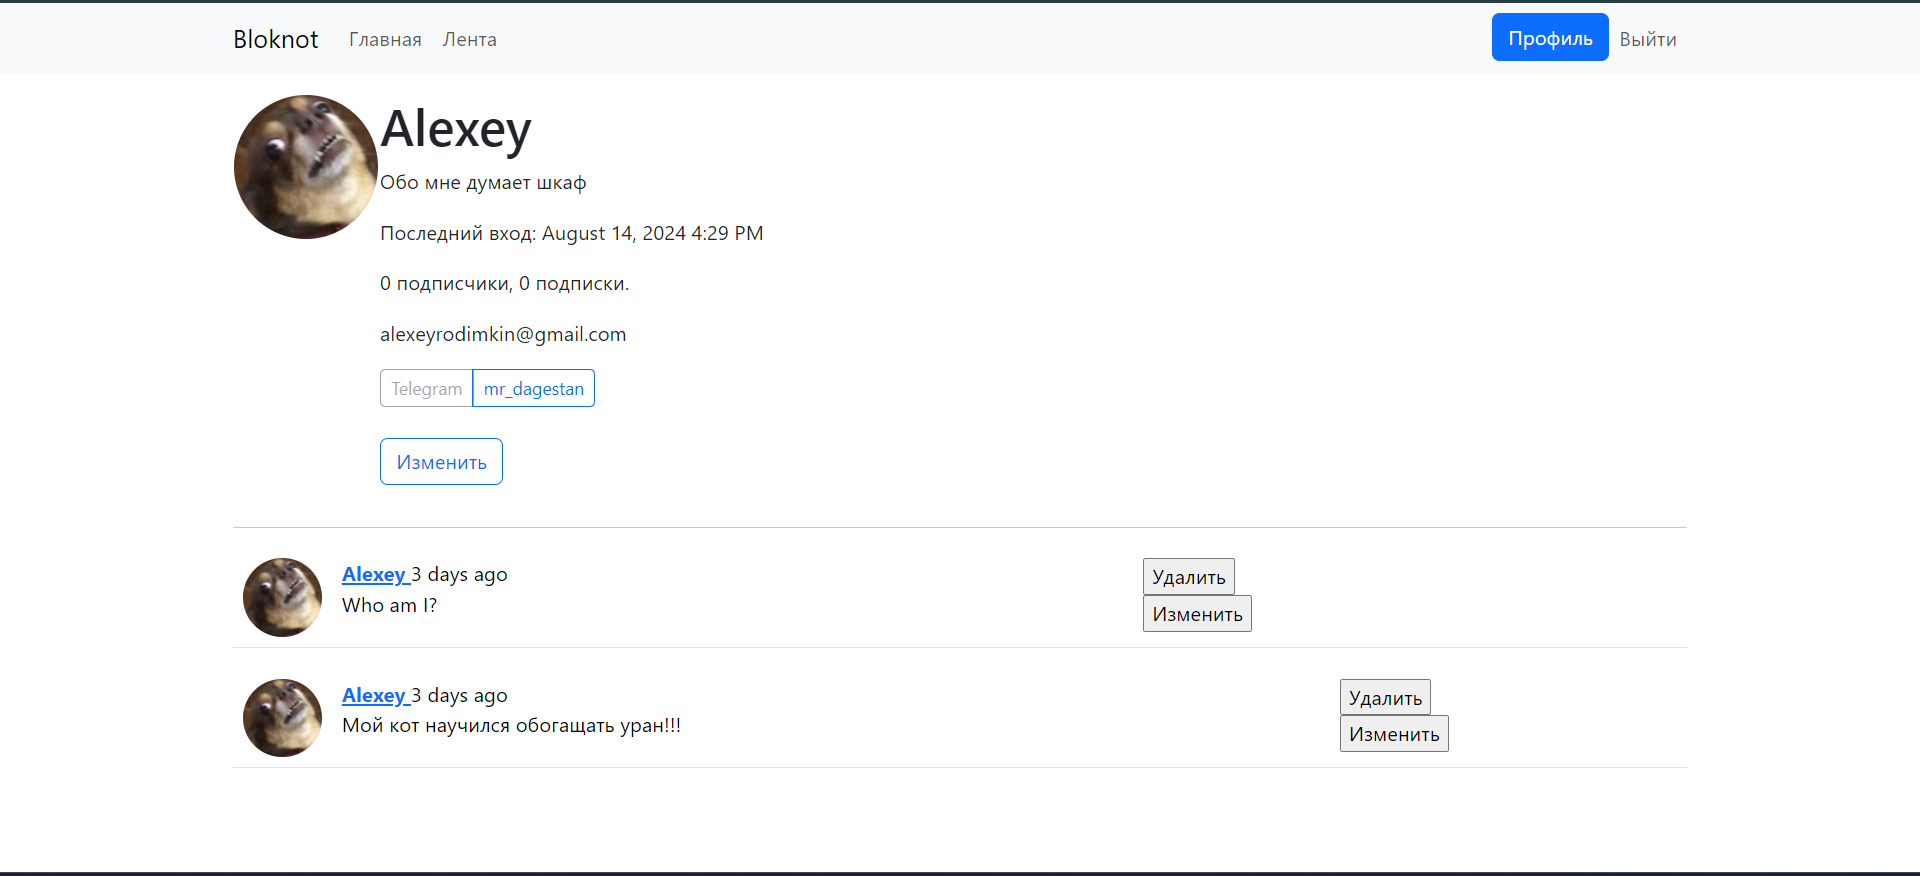 Bloknot Главная Лента Профиль Выйти
Alexey
Обо мне думает шкаф
Последний вход: August 14, 2024 4:29 PM
0 подписчики, 0 подписки.
alexeyrodimkin@gmail.com
Telegram mr_dagestan
Изменить
Alexey 3 days ago
Who am I?
Удалить
Изменить
Alexey 3 days ago
Мой кот научился обогащать уран!!!
Удалить
Изменить